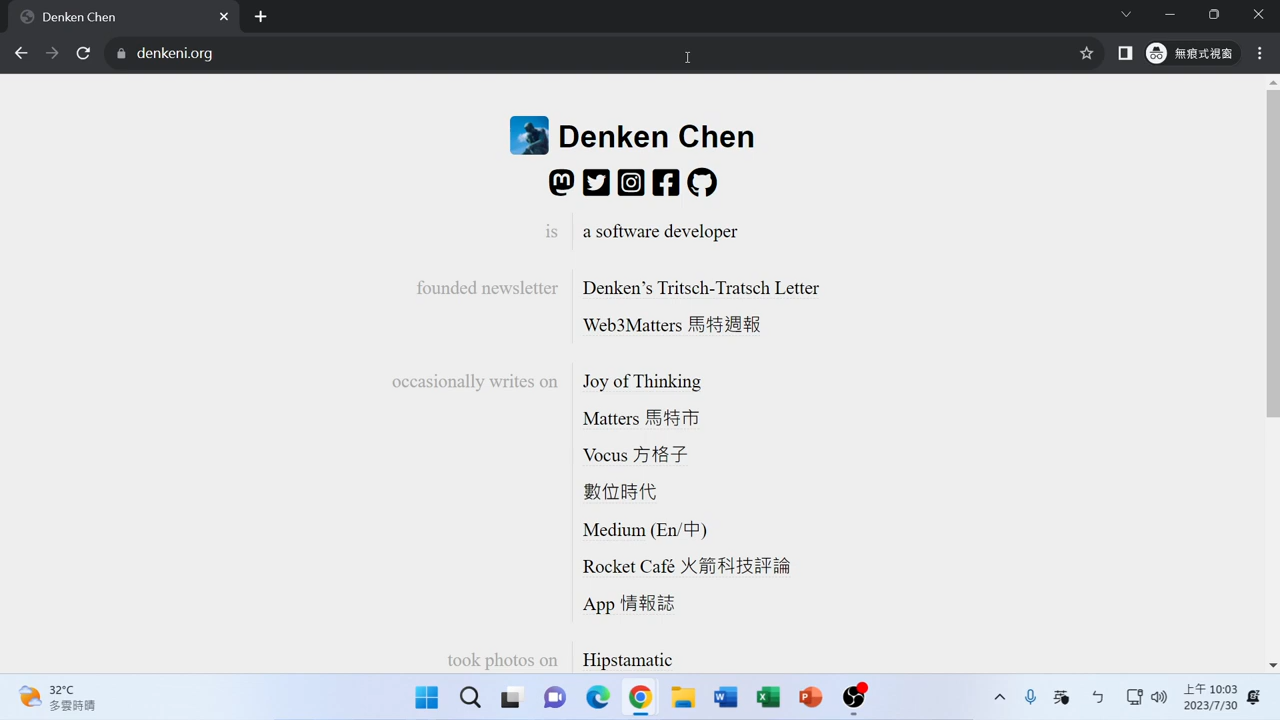 Denken Chen
denkeni.org
無痕式視窗
Denken Chen
is a software developer
founded newsletter Denken’s Tritsch-Tratsch Letter
Web3Matters 馬特週報
occasionally writes on Joy of Thinking
Matters 馬特市
Vocus 方格子
數位時代
Medium (En/中)
Rocket Café 火箭科技評論
App 情報誌
took photos on Hipstamatic
32°C
多雲時晴
英
上午 10:03
2023/7/30